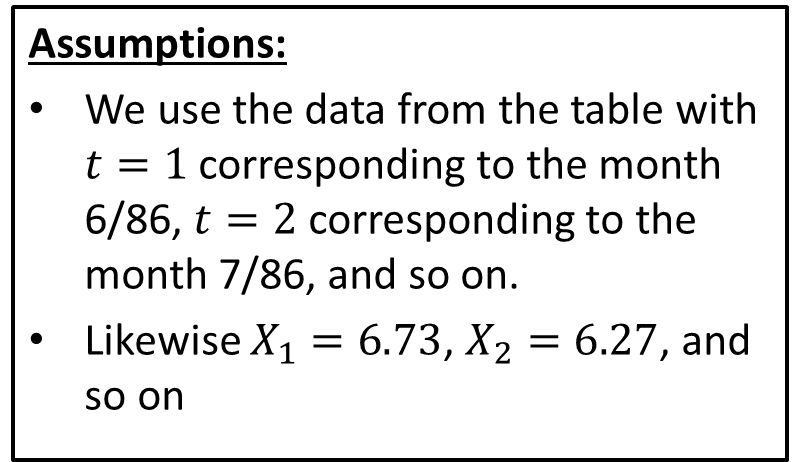 Assumptions:
• We use the data from the table with
t = 1 corresponding to the month
6/86, t = 2 corresponding to the
month 7/86, and so on.
• Likewise X₁ = 6.73, X₂ = 6.27, and
so on